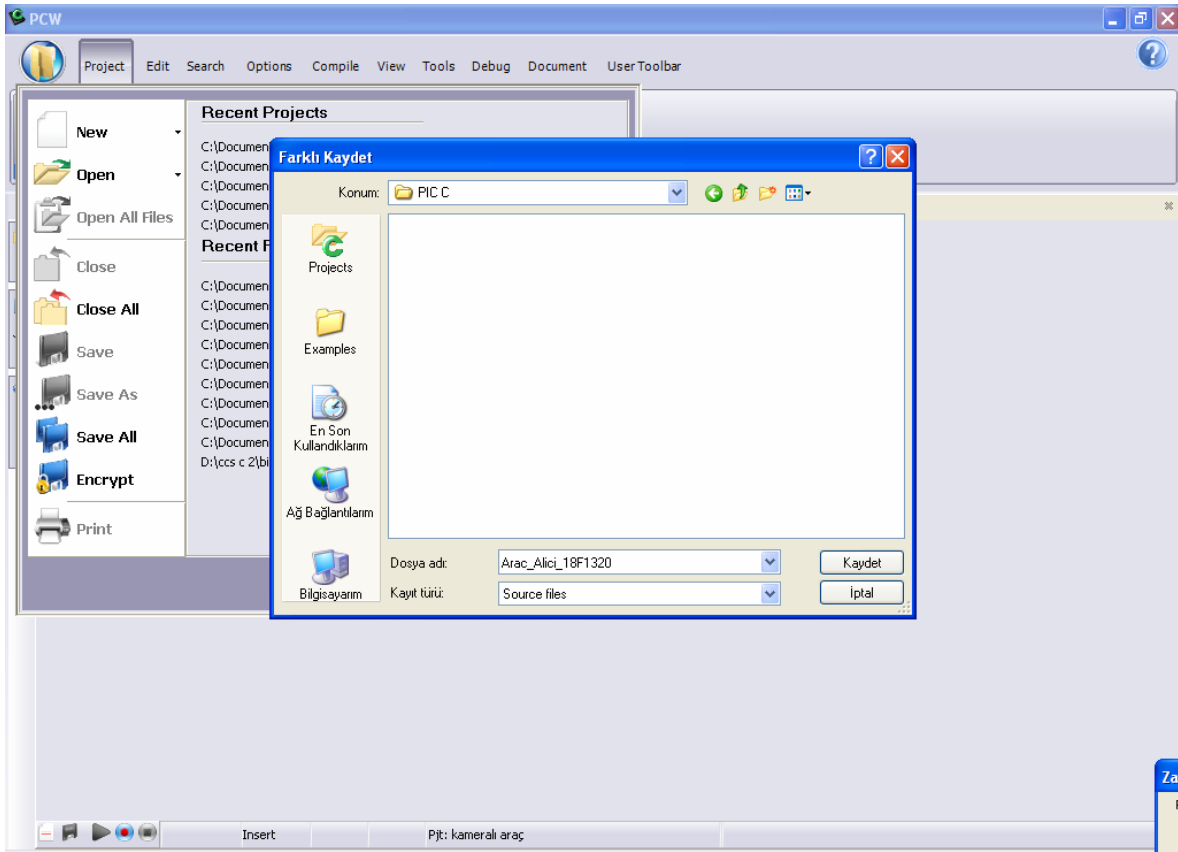 PCW
Project Edit Search Options Compile View Tools Debug Document User Toolbar
New
Open
Open All Files
Close
Close All
Save
Save As
Save All
Encrypt
Print
Recent Projects
C:\Documen
C:\Documen
C:\Documen
C:\Documen
C:\Documen
Recent F
C:\Documen
C:\Documen
C:\Documen
C:\Documen
C:\Documen
C:\Documen
C:\Documen
C:\Documen
C:\Documen
D:\ccs c 2\bi
Farklı Kaydet
Konum: PIC C
Projects
Examples
En Son
Kullandıklarım
Ağ Bağlantılarım
Bilgisayarım
Dosya adı: Arac_Alici_18F1320 Kaydet
Kayıt türü: Source files İptal
Za
Insert Pjt: kameralı araç